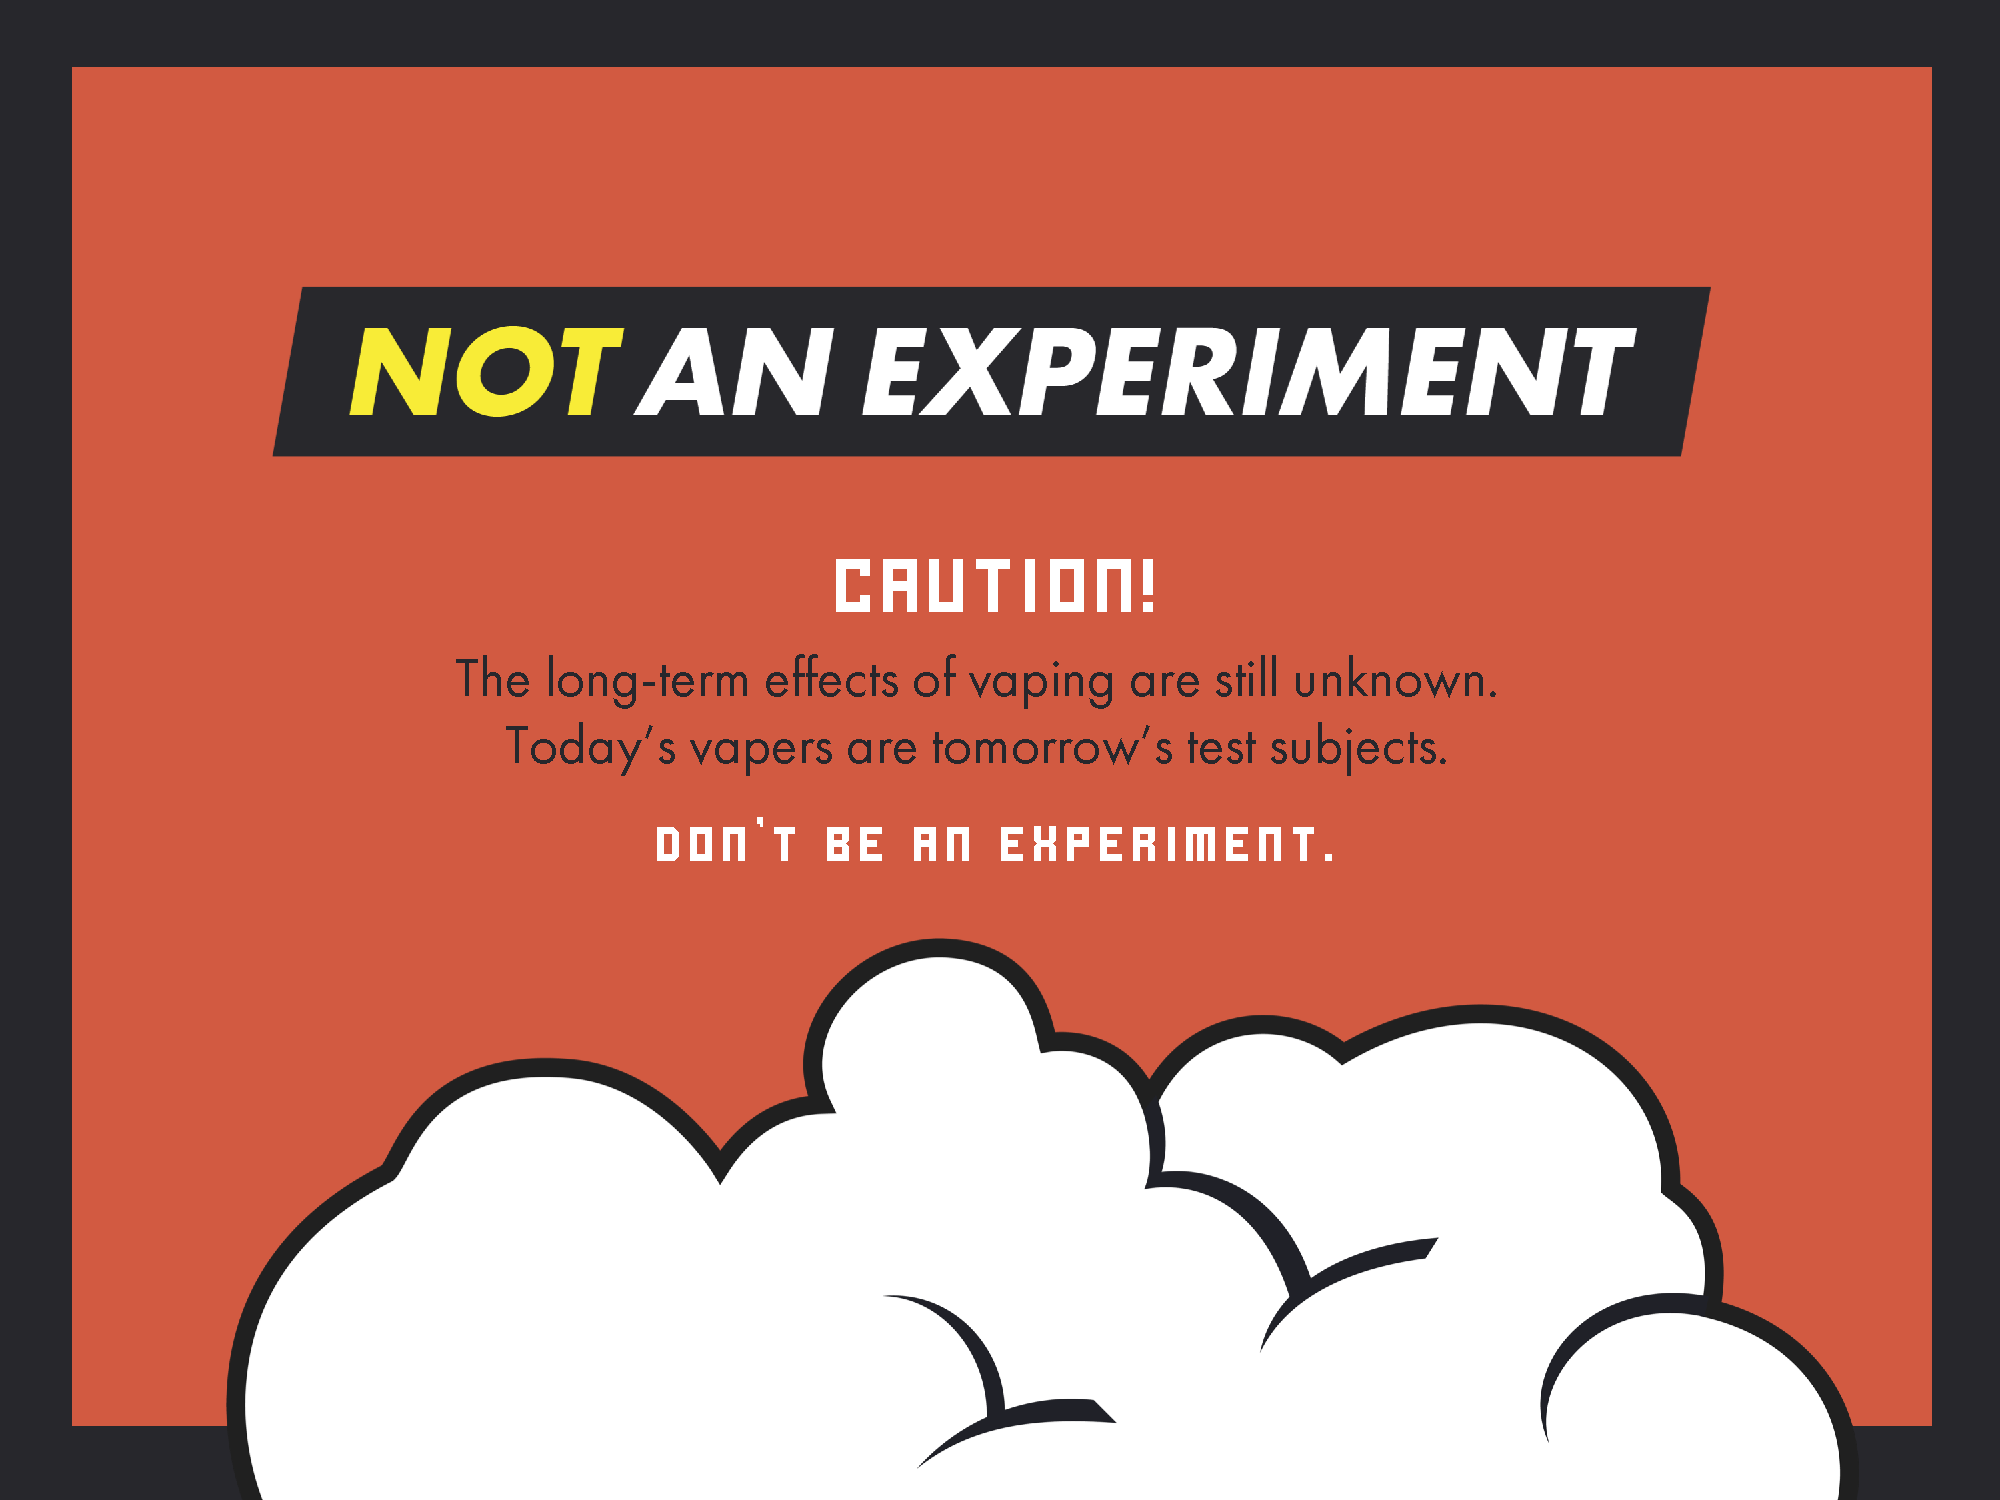 NOT AN EXPERIMENT
CAUTION!
The long-term effects of vaping are still unknown.
Today’s vapers are tomorrow’s test subjects.
DON'T BE AN EXPERIMENT.